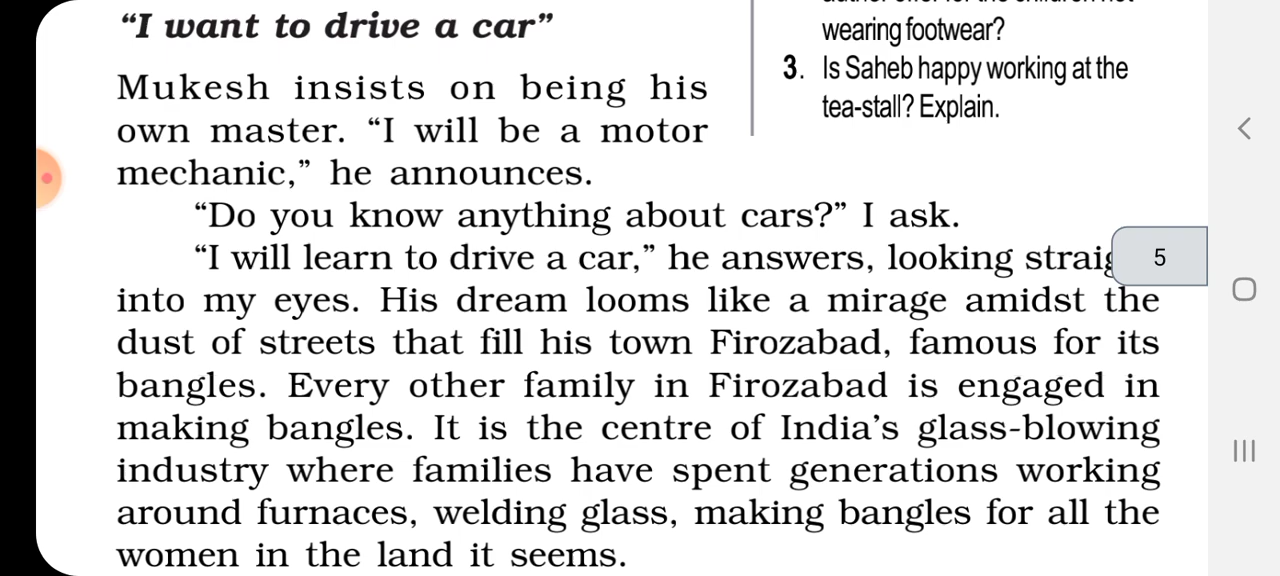 “I want to drive a car”
Mukesh insists on being his
own master. “I will be a motor
mechanic,” he announces.
“Do you know anything about cars?” I ask.
“I will learn to drive a car,” he answers, looking
into my eyes. His dream looms like a mirage amidst the
dust of streets that fill his town Firozabad, famous for its
bangles. Every other family in Firozabad is engaged in
making bangles. It is the centre of India’s glass-blowing
industry where families have spent generations working
around furnaces, welding glass, making bangles for all the
women in the land it seems.
wearing footwear?
3. Is Saheb happy working at the
tea-stall? Explain.
5